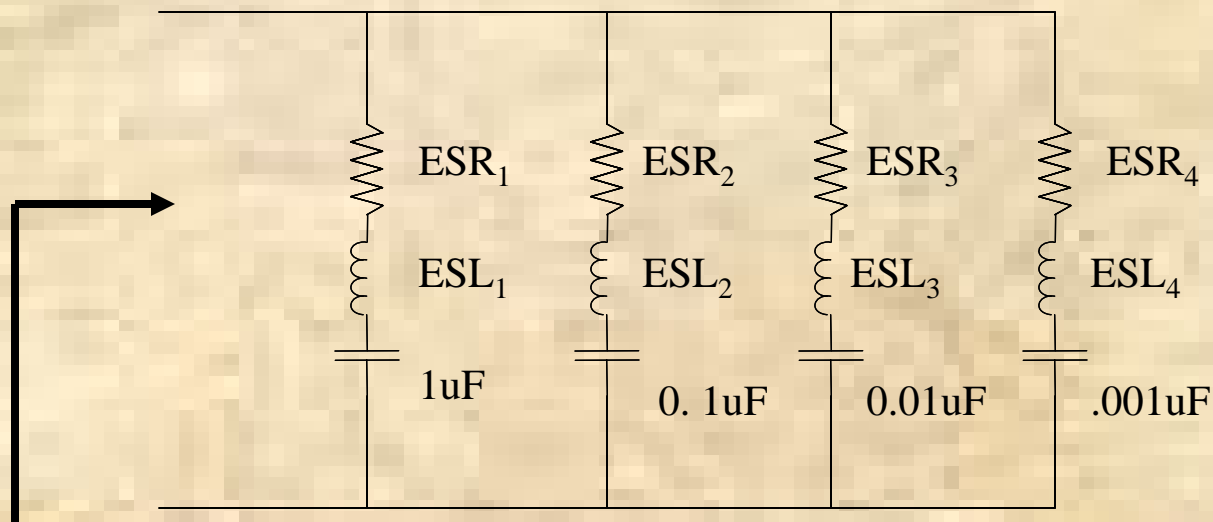 ESR₁ ESR₂ ESR₃ ESR₄
ESL₁ ESL₂ ESL₃ ESL₄
1uF 0. 1uF 0.01uF .001uF